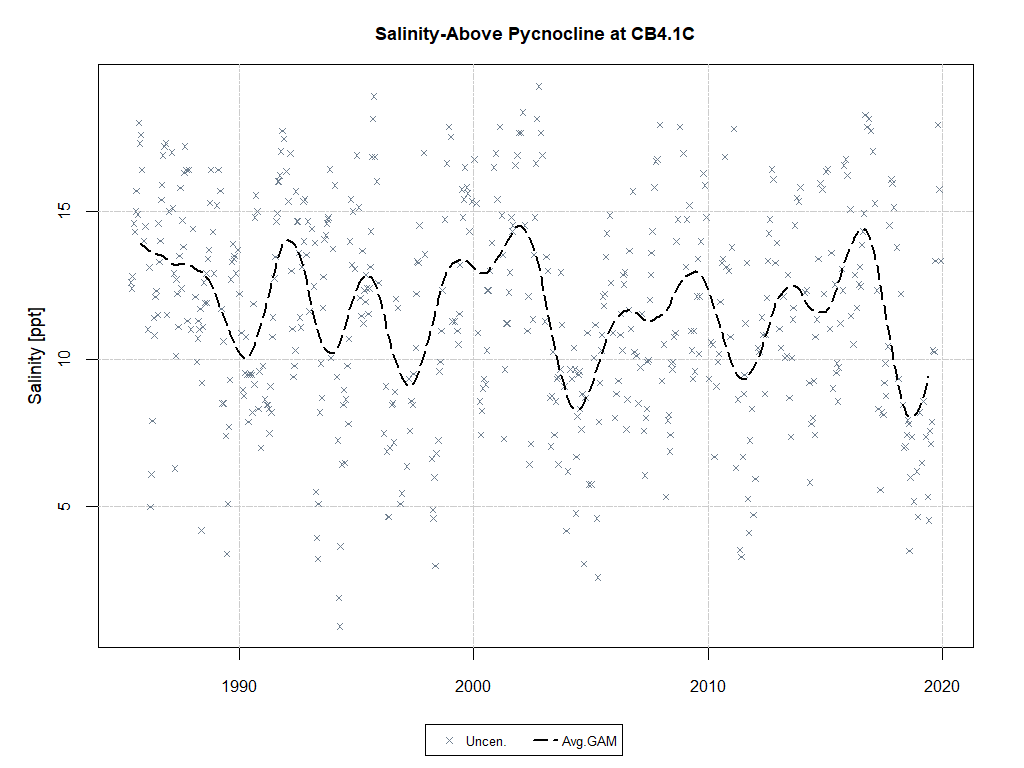 Salinity-Above Pycnocline at CB4.1C
Salinity [ppt]
15
10
5
1990 2000 2010 2020
Uncen. Avg.GAM